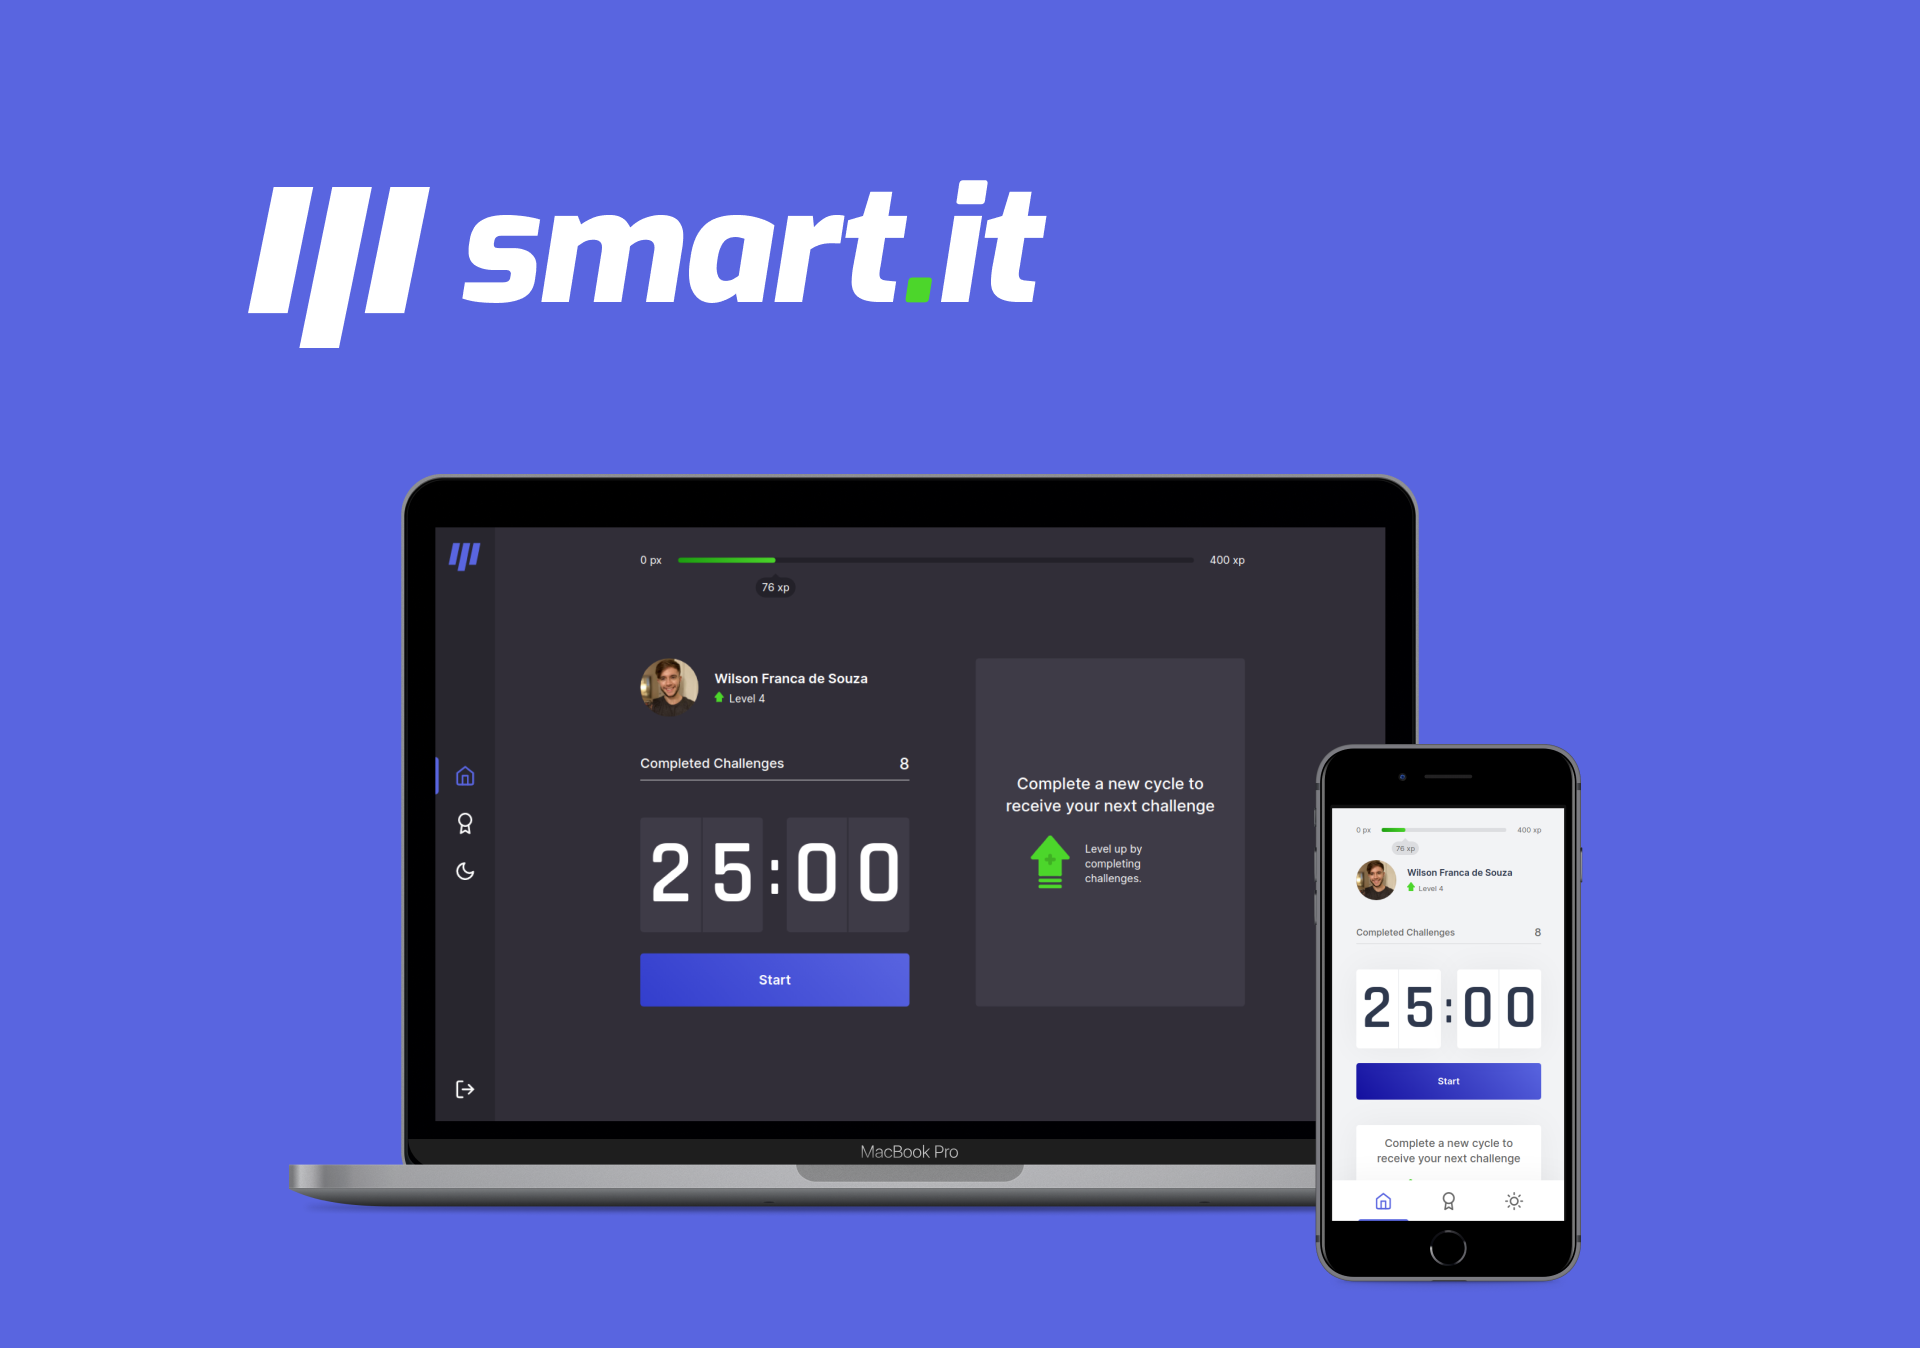 smart.it
0 px
400 xp
76 xp
Wilson Franca de Souza
Level 4
Completed Challenges
8
25:00
Start
Complete a new cycle to
receive your next challenge
Level up by
completing
challenges.
MacBook Pro
0 px
400 xp
76 xp
Wilson Franca de Souza
Level 4
Completed Challenges
8
25:00
Start
Complete a new cycle to
receive your next challenge